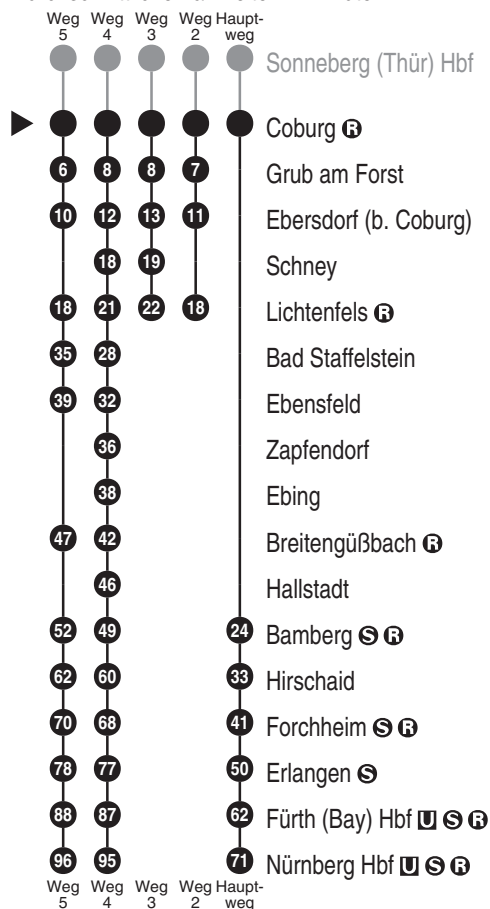 Weg 5 Weg 4 Weg 3 Weg 2 Haupt-weg
Sonneberg (Thür) Hbf
Coburg R
6 8 8 7 Grub am Forst
10 12 13 11 Ebersdorf (b. Coburg)
18 19 Schney
18 21 22 18 Lichtenfels R
35 28 Bad Staffelstein
39 32 Ebensfeld
36 Zapfendorf
38 Ebing
47 42 Breitengüßbach R
46 Hallstadt
52 49 24 Bamberg S R
62 60 33 Hirschaid
70 68 41 Forchheim S R
78 77 50 Erlangen S
88 87 62 Fürth (Bay) Hbf U S R
96 95 71 Nürnberg Hbf U S R
Weg 5 Weg 4 Weg 3 Weg 2 Haupt-weg